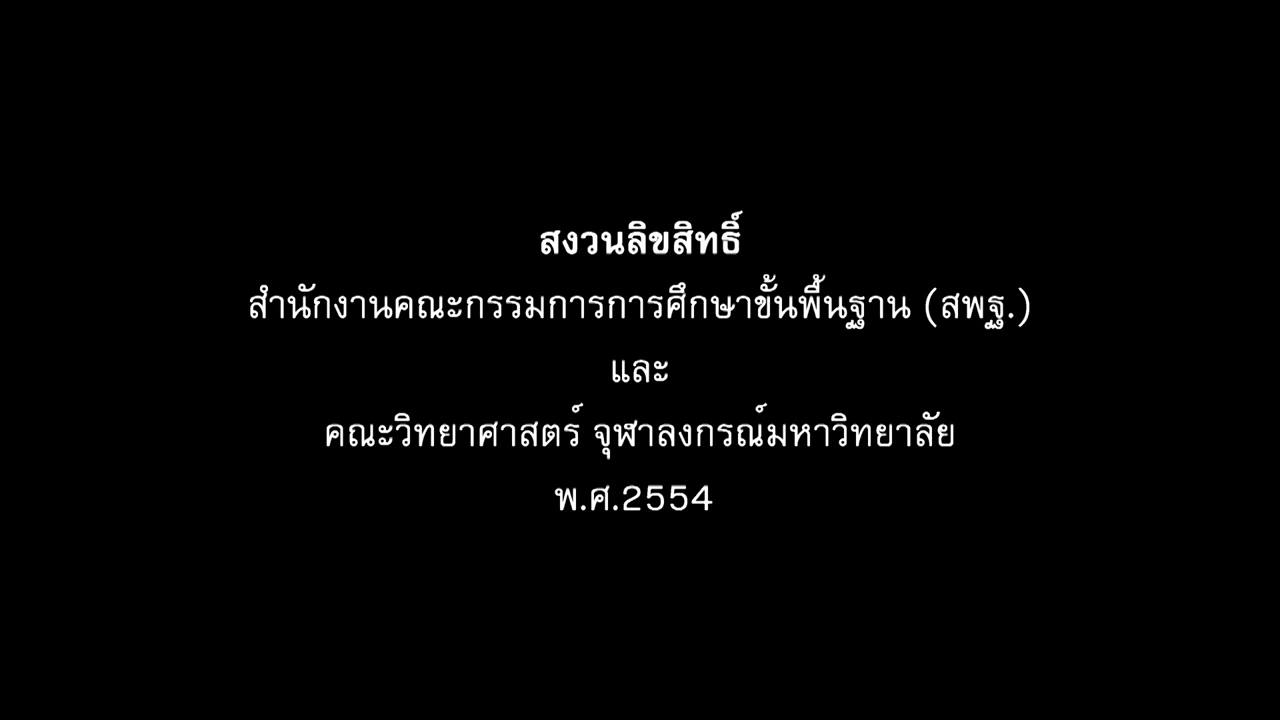 สงวนลิขสิทธิ์
สำนักงานคณะกรรมการการศึกษาขั้นพื้นฐาน (สพฐ.)
และ
คณะวิทยาศาสตร์ จุฬาลงกรณ์มหาวิทยาลัย
พ.ศ.2554